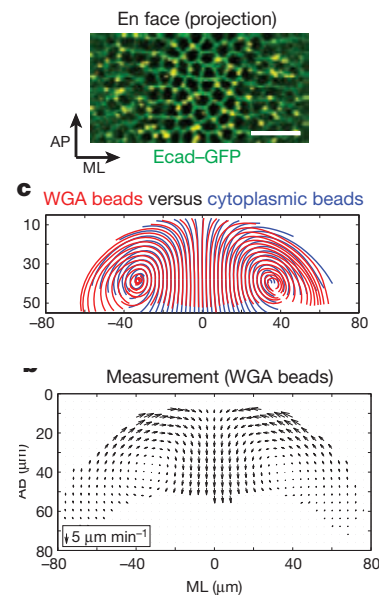 En face (projection)
AP
ML
Ecad–GFP
c WGA beads versus cytoplasmic beads
10
30
50
−80 −40 0 40 80
Measurement (WGA beads)
0
20
40
60
80
AB (μm)
5 μm min⁻¹
−80 −40 0 40 80
ML (μm)